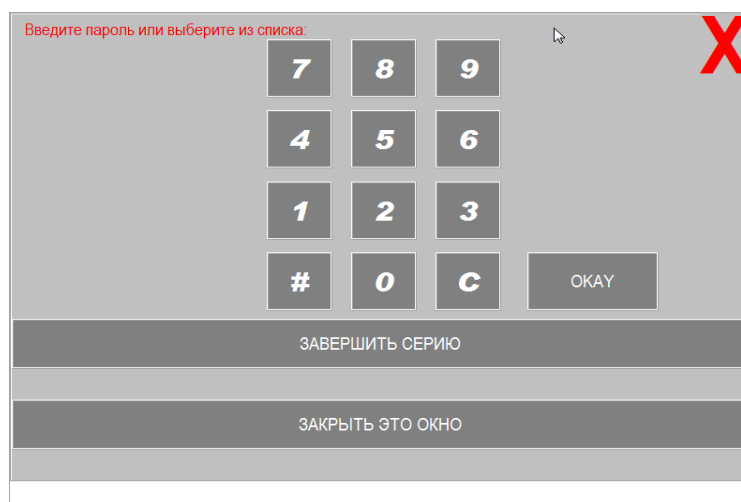 Введите пароль или выберите из списка:
X
7 8 9
4 5 6
1 2 3
# 0 C OKAY
ЗАВЕРШИТЬ СЕРИЮ
ЗАКРЫТЬ ЭТО ОКНО